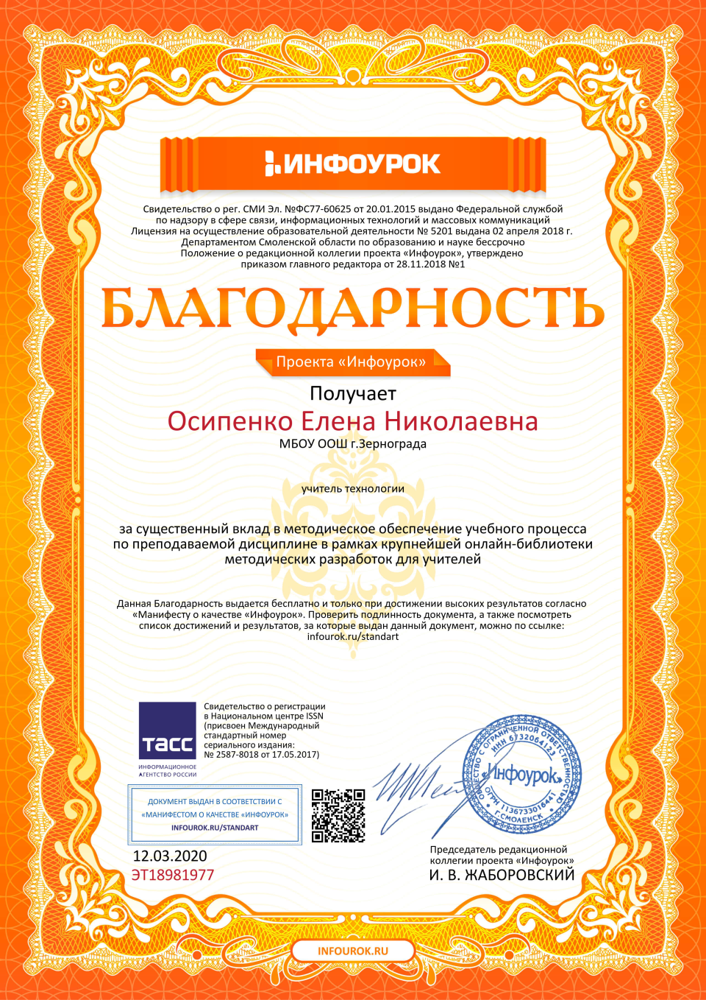 ИНФОУРОК
Свидетельство о рег. СМИ Эл. №ФС77-60625 от 20.01.2015 выдано Федеральной службой
по надзору в сфере связи, информационных технологий и массовых коммуникаций
Лицензия на осуществление образовательной деятельности № 5201 выдана 02 апреля 2018 г.
Департаментом Смоленской области по образованию и науке бессрочно
Положение о редакционной коллегии проекта «Инфоурок», утверждено
приказом главного редактора от 28.11.2018 №1
БЛАГОДАРНОСТЬ
Проекта «Инфоурок»
Получает
Осипенко Елена Николаевна
МБОУ ООШ г.Зернограда
учитель технологии
за существенный вклад в методическое обеспечение учебного процесса
по преподаваемой дисциплине в рамках крупнейшей онлайн-библиотеки
методических разработок для учителей
Данная Благодарность выдается бесплатно и только при достижении высоких результатов согласно
«Манифесту о качестве «Инфоурок». Проверить подлинность документа, а также посмотреть
список достижений и результатов, за которые выдан данный документ, можно по ссылке:
infourok.ru/standart
ТАСС
ИНФОРМАЦИОННОЕ
АГЕНТСТВО РОССИИ
Свидетельство о регистрации
в Национальном центре ISSN
(присвоен Международный
стандартный номер
сериального издания:
№ 2587-8018 от 17.05.2017)
ДОКУМЕНТ ВЫДАН В СООТВЕТСТВИИ С
«МАНИФЕСТОМ О КАЧЕСТВЕ «ИНФОУРОК»
INFOUROK.RU/STANDART
12.03.2020
ЭТ18981977
ОБЩЕСТВО С ОГРАНИЧЕННОЙ ОТВЕТСТВЕННОСТЬЮ
ИНН 6732064123
«Инфоурок»
ОГРН 1136733016441
Г.СМОЛЕНСК
Председатель редакционной
коллегии проекта «Инфоурок»
И. В. ЖАБОРОВСКИЙ
INFOUROK.RU